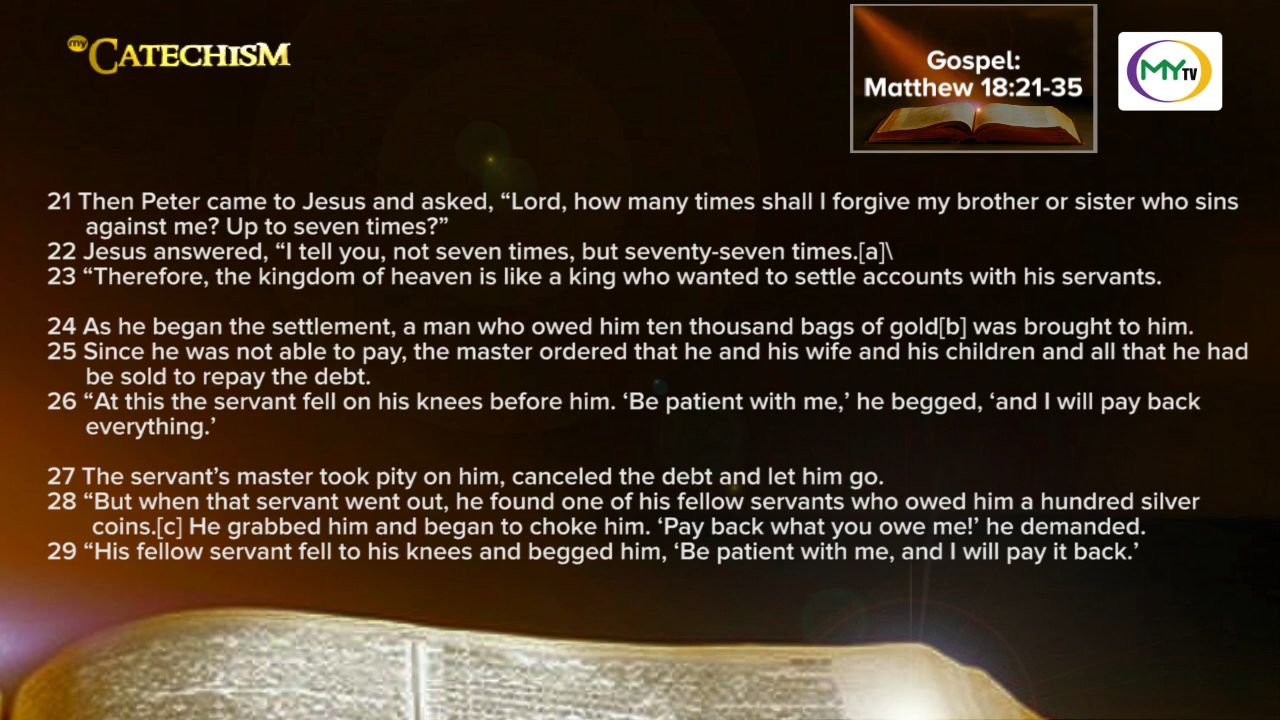 my
CATECHISM
Gospel:
Matthew 18:21-35
MY TV
21 Then Peter came to Jesus and asked, “Lord, how many times shall I forgive my brother or sister who sins
against me? Up to seven times?”
22 Jesus answered, “I tell you, not seven times, but seventy-seven times.[a]\
23 “Therefore, the kingdom of heaven is like a king who wanted to settle accounts with his servants.
24 As he began the settlement, a man who owed him ten thousand bags of gold[b] was brought to him.
25 Since he was not able to pay, the master ordered that he and his wife and his children and all that he had
be sold to repay the debt.
26 “At this the servant fell on his knees before him. ‘Be patient with me,’ he begged, ‘and I will pay back
everything.’
27 The servant’s master took pity on him, canceled the debt and let him go.
28 “But when that servant went out, he found one of his fellow servants who owed him a hundred silver
coins.[c] He grabbed him and began to choke him. ‘Pay back what you owe me!’ he demanded.
29 “His fellow servant fell to his knees and begged him, ‘Be patient with me, and I will pay it back.’